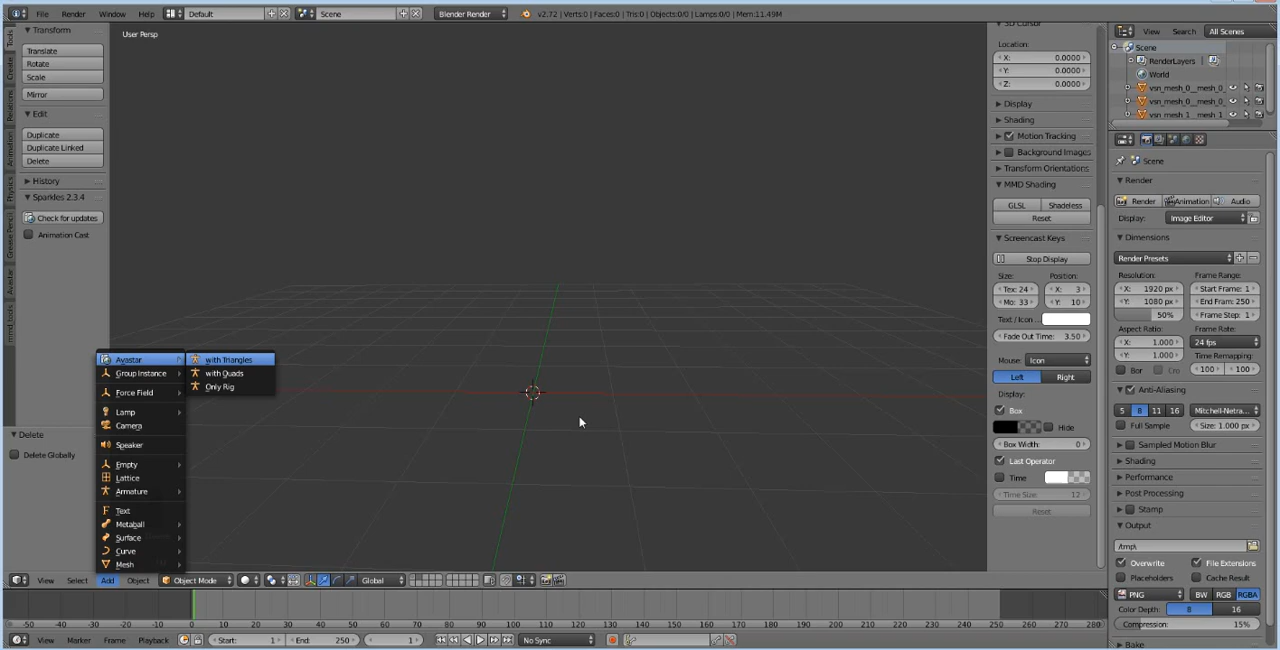 File Window Help Default Scene Blender Render v2.72 | Verts:0 | Faces:0 | Tris:0 | Objects:0/0 | Lamps:0/0 | Mem:11.49M
Tools
Create
Relations
Animation
Physics
Grease Pencil
Avastar
mmd_tools
Transform
Translate
Rotate
Scale
Mirror
Edit
Duplicate
Duplicate Linked
Delete
History
Sparkles 2.3.4
Check for updates
Animation Cast
Delete
Delete Globally
User Persp
Avastar
Group Instance
Force Field
Lamp
Camera
Speaker
Empty
Lattice
Armature
Text
Metaball
Surface
Curve
Mesh
with Triangles
with Quads
Only Rig
View Select Add Object Object Mode Global
3D Cursor
Location:
X: 0.0000
Y: 0.0000
Z: 0.0000
Display
Shading
Motion Tracking
Background Images
Transform Orientations
MMD Shading
GLSL Shadeless
Reset
Screencast Keys
Stop Display
Size: Position:
Tex: 24 X: 3
Mo: 33 Y: 10
Text / Icon
Fade Out Time: 3.50
Mouse: Icon
Left Right
Display:
Box
Hide
Box Width: 0
Last Operator
Time
Time Size: 12
Reset
View Search All Scenes
Scene
RenderLayers
World
vsn_mesh_0__mesh_0_
vsn_mesh_0__mesh_0_
vsn_mesh_1__mesh_1_
Scene
Render
Render Animation Audio
Display: Image Editor
Dimensions
Render Presets
Resolution: Frame Range:
X: 1920 px Start Frame: 1
Y: 1080 px End Fram: 250
50% Frame Step: 1
Aspect Ratio: Frame Rate:
X: 1.000 24 fps
Y: 1.000 Time Remapping:
Bor Cro 100 100
Anti-Aliasing
5 8 11 16 Mitchell-Netra...
Full Sample Size: 1.000 px
Sampled Motion Blur
Shading
Performance
Post Processing
Stamp
Output
/tmp\
Overwrite File Extensions
Placeholders Cache Result
PNG BW RGB RGBA
Color Depth: 8 16
Compression: 15%
Bake
-50 -40 -30 -20 -10 0 10 20 30 40 50 60 70 80 90 100 110 120 130 140 150 160 170 180 190 200 210 220 230 240 250 260 270 280
View Marker Frame Playback Start: 1 End: 250 1 No Sync